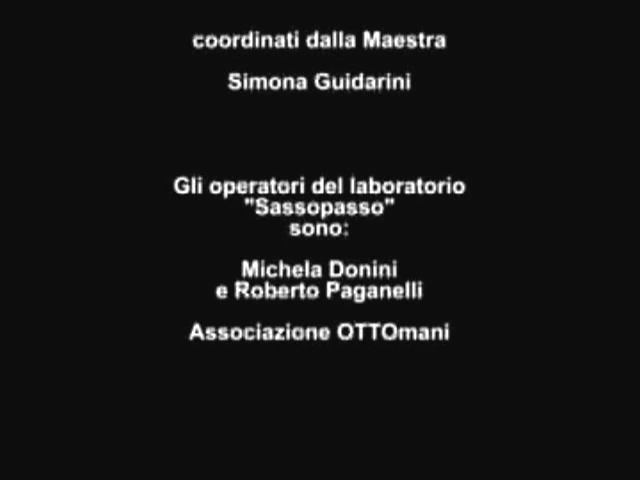 coordinati dalla Maestra
Simona Guidarini
Gli operatori del laboratorio
"Sassopasso"
sono:
Michela Donini
e Roberto Paganelli
Associazione OTTOmani